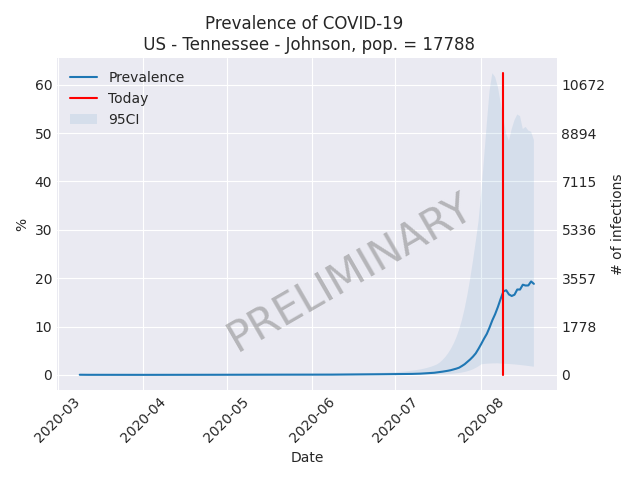 Prevalence of COVID-19
US - Tennessee - Johnson, pop. = 17788
Prevalence
Today
95CI
60
50
40
30
20
10
0
%
10672
8894
7115
5336
3557
1778
0
# of infections
PRELIMINARY
2020-03
2020-04
2020-05
2020-06
2020-07
2020-08
Date